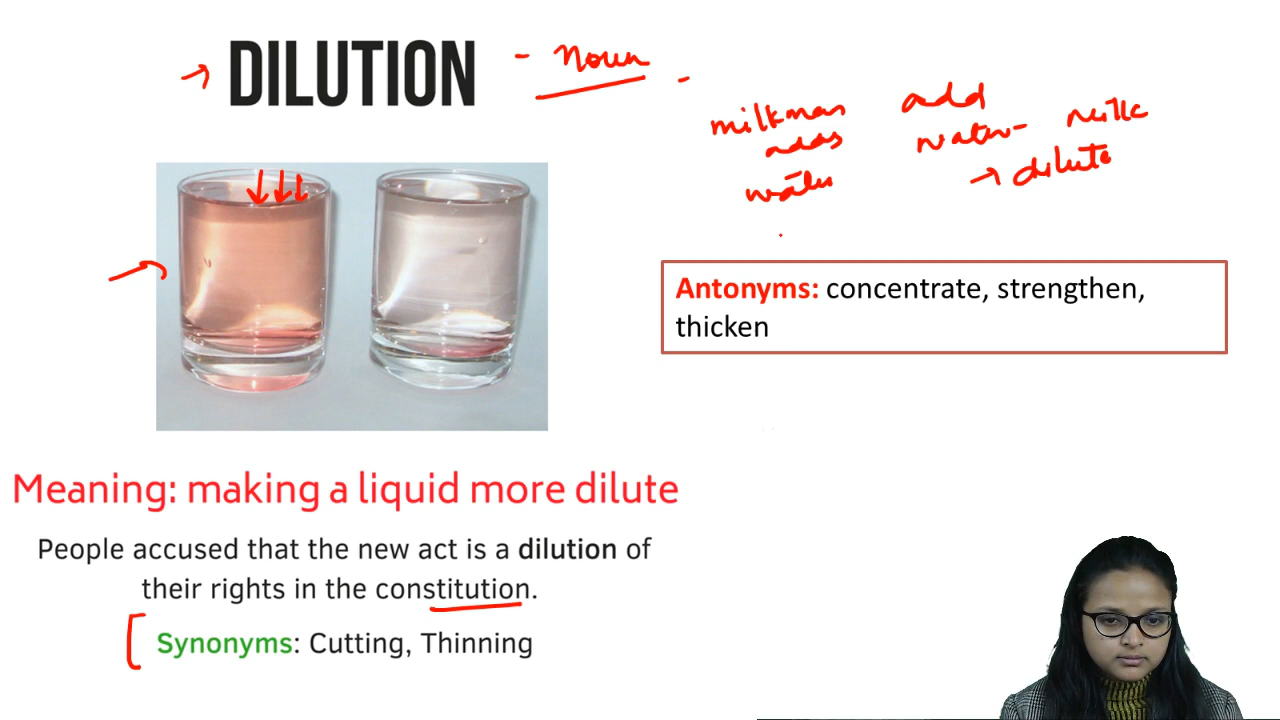 → DILUTION - Noun -
milkman
adds
water
add
water - milk
→ dilute
Antonyms: concentrate, strengthen,
thicken
Meaning: making a liquid more dilute
People accused that the new act is a dilution of
their rights in the constitution.
Synonyms: Cutting, Thinning